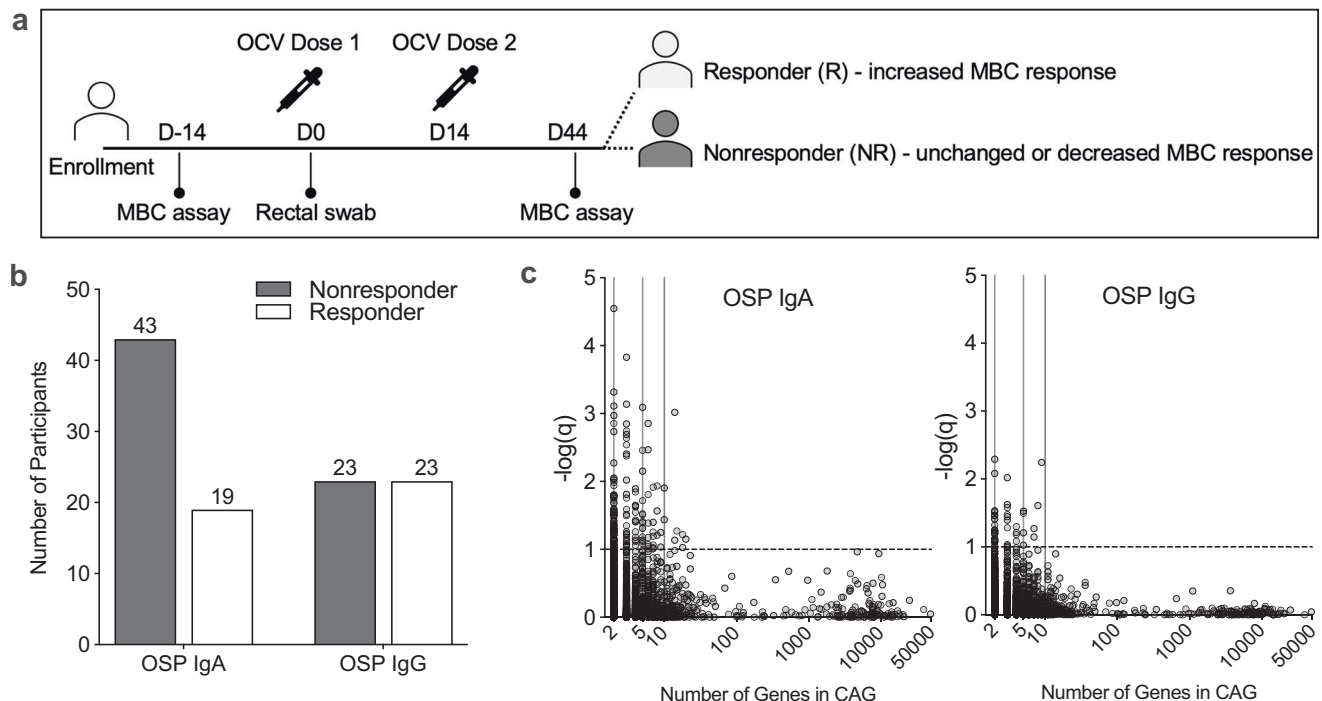 a
OCV Dose 1 OCV Dose 2
Responder (R) - increased MBC response
D-14 D0 D14 D44
Enrollment
Nonresponder (NR) - unchanged or decreased MBC response
MBC assay Rectal swab MBC assay
b
Nonresponder
Responder
Number of Participants
50
40
30
20
10
0
43
19
23
23
OSP IgA OSP IgG
c
OSP IgA
-log(q)
5
4
3
2
1
0
2 5 10 100 1000 10000 50000
Number of Genes in CAG
OSP IgG
-log(q)
5
4
3
2
1
0
2 5 10 100 1000 10000 50000
Number of Genes in CAG